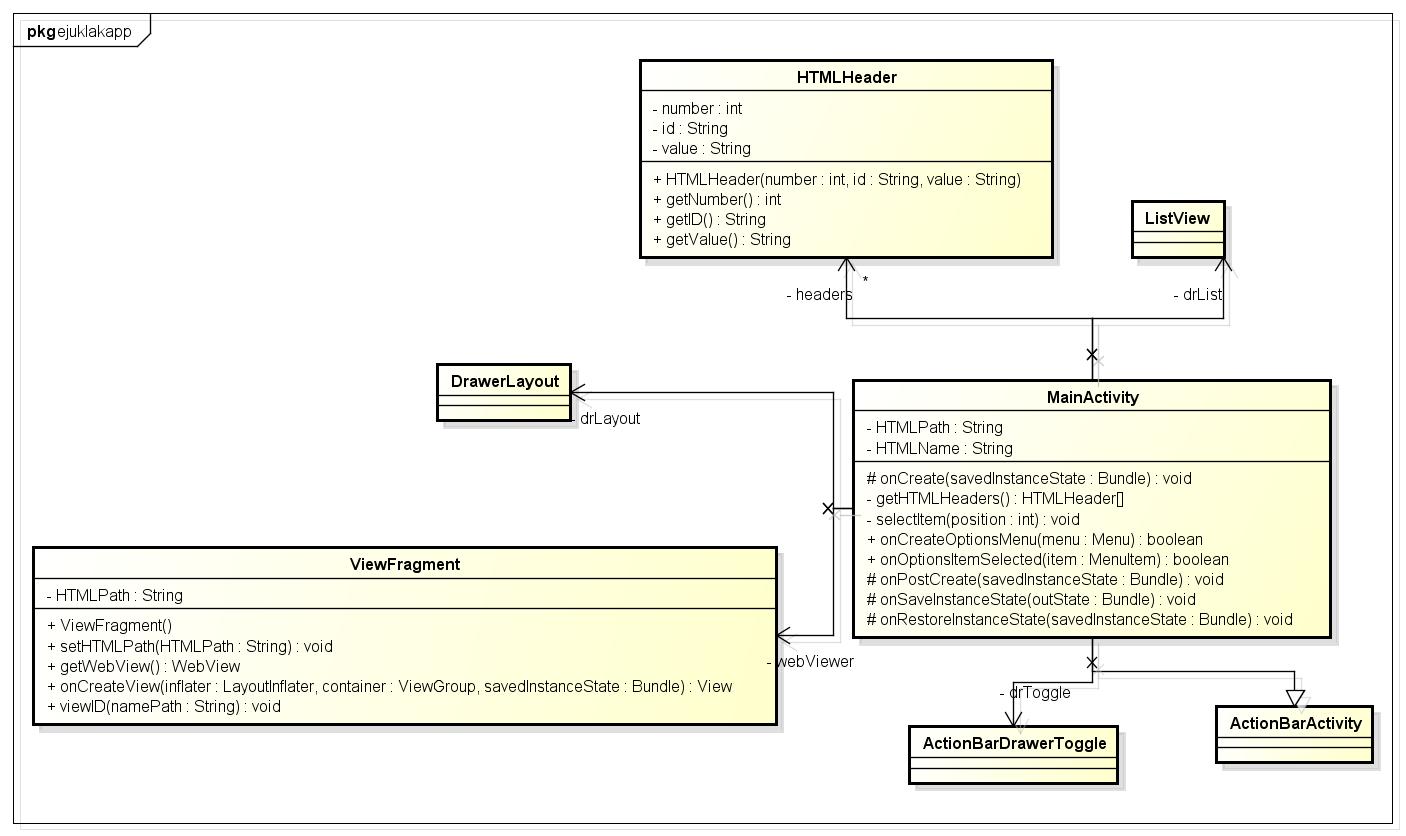 pkg ejuklakapp
HTMLHeader
- number : int
- id : String
- value : String
+ HTMLHeader(number : int, id : String, value : String)
+ getNumber() : int
+ getID() : String
+ getValue() : String
ListView
*
- headers
- drList
DrawerLayout
- drLayout
MainActivity
- HTMLPath : String
- HTMLName : String
# onCreate(savedInstanceState : Bundle) : void
- getHTMLHeaders() : HTMLHeader[]
- selectItem(position : int) : void
+ onCreateOptionsMenu(menu : Menu) : boolean
+ onOptionsItemSelected(item : MenuItem) : boolean
# onPostCreate(savedInstanceState : Bundle) : void
# onSaveInstanceState(outState : Bundle) : void
# onRestoreInstanceState(savedInstanceState : Bundle) : void
ViewFragment
- HTMLPath : String
+ ViewFragment()
+ setHTMLPath(HTMLPath : String) : void
+ getWebView() : WebView
+ onCreateView(inflater : LayoutInflater, container : ViewGroup, savedInstanceState : Bundle) : View
+ viewID(namePath : String) : void
- webViewer
- drToggle
ActionBarDrawerToggle
ActionBarActivity